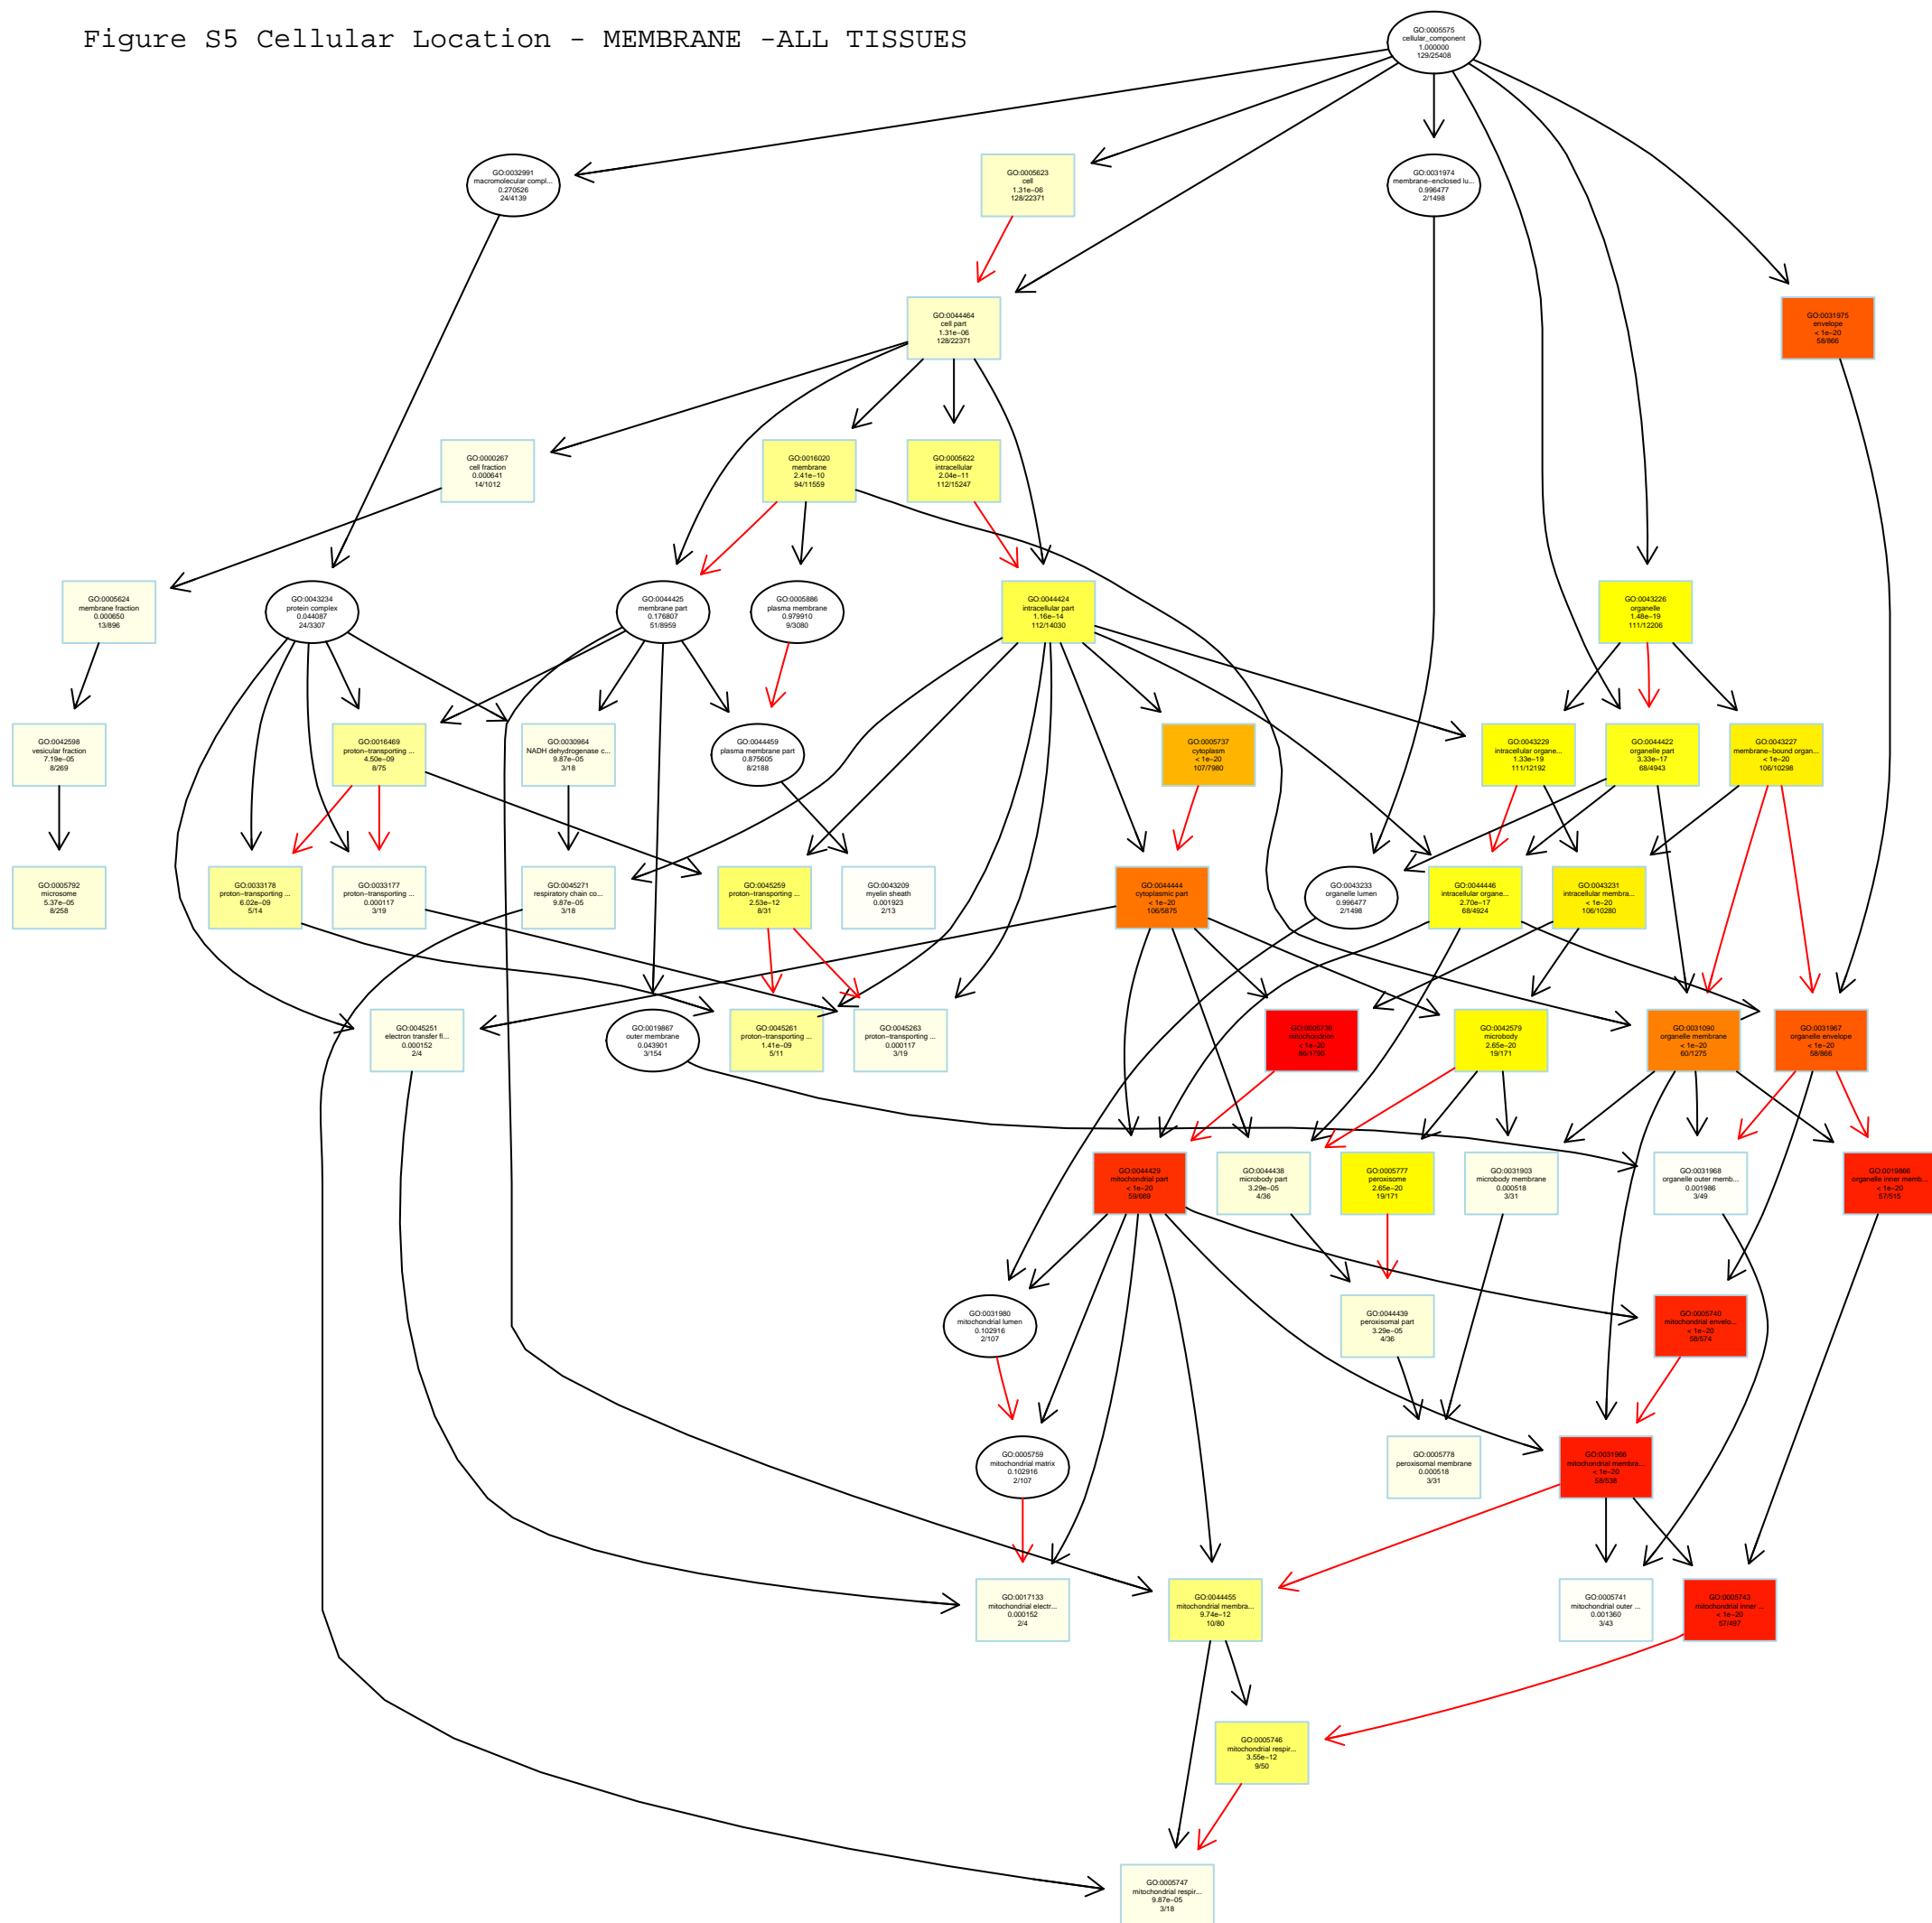 Figure S5 Cellular Location - MEMBRANE -ALL TISSUES
GO:0005575
cellular_component
1.000000
129/25408
GO:0032991
macromolecular compl...
0.270526
24/4139
GO:0005623
cell
1.31e−06
128/22371
GO:0031974
membrane−enclosed lu...
0.996477
2/1498
GO:0044464
cell part
1.31e−06
128/22371
GO:0031975
envelope
< 1e−20
58/866
GO:0000267
cell fraction
0.000641
14/1012
GO:0016020
membrane
2.41e−10
94/11559
GO:0005622
intracellular
2.04e−11
112/15247
GO:0005624
membrane fraction
0.000650
13/896
GO:0043234
protein complex
0.044087
24/3307
GO:0044425
membrane part
0.176807
51/8959
GO:0005886
plasma membrane
0.979910
9/3080
GO:0044424
intracellular part
1.16e−14
112/14030
GO:0043226
organelle
1.48e−19
111/12206
GO:0042598
vesicular fraction
7.19e−05
8/269
GO:0016469
proton−transporting ...
4.50e−09
8/75
GO:0030964
NADH dehydrogenase c...
9.87e−05
3/18
GO:0044459
plasma membrane part
0.875605
8/2188
GO:0005737
cytoplasm
< 1e−20
107/7980
GO:0043229
intracellular organe...
1.33e−19
111/12192
GO:0044422
organelle part
3.33e−17
68/4943
GO:0043227
membrane−bound organ...
< 1e−20
106/10298
GO:0005792
microsome
5.37e−05
8/258
GO:0033178
proton−transporting ...
6.02e−09
5/14
GO:0033177
proton−transporting ...
0.000117
3/19
GO:0045271
respiratory chain co...
9.87e−05
3/18
GO:0045259
proton−transporting ...
2.53e−12
8/31
GO:0043209
myelin sheath
0.001923
2/13
GO:0044444
cytoplasmic part
< 1e−20
106/5875
GO:0043233
organelle lumen
0.996477
2/1498
GO:0044446
intracellular organe...
2.70e−17
68/4924
GO:0043231
intracellular membra...
< 1e−20
106/10280
GO:0045251
electron transfer fl...
0.000152
2/4
GO:0019867
outer membrane
0.043901
3/154
GO:0045261
proton−transporting ...
1.41e−09
5/11
GO:0045263
proton−transporting ...
0.000117
3/19
GO:0005739
mitochondrion
< 1e−20
GO:0042579
microbody
2.65e−20
19/171
GO:0031090
organelle membrane
< 1e−20
60/1275
GO:0031967
organelle envelope
< 1e−20
58/866
GO:0044429
mitochondrial part
< 1e−20
59/669
GO:0044438
microbody part
3.29e−05
4/36
GO:0005777
peroxisome
2.65e−20
19/171
GO:0031903
microbody membrane
0.000518
3/31
GO:0031968
organelle outer memb...
0.001986
3/49
GO:0019866
organelle inner memb...
< 1e−20
57/515
GO:0031980
mitochondrial lumen
0.102916
2/107
GO:0044439
peroxisomal part
3.29e−05
4/36
GO:0005740
mitochondrial envelo...
< 1e−20
58/574
GO:0005759
mitochondrial matrix
0.102916
2/107
GO:0005778
peroxisomal membrane
0.000518
3/31
GO:0031966
mitochondrial membra...
< 1e−20
58/538
GO:0017133
mitochondrial electr...
0.000152
2/4
GO:0044455
mitochondrial membra...
9.74e−12
10/80
GO:0005741
mitochondrial outer ...
0.001360
3/43
GO:0005743
mitochondrial inner ...
< 1e−20
57/497
GO:0005746
mitochondrial respir...
3.55e−12
9/50
GO:0005747
mitochondrial respir...
9.87e−05
3/18